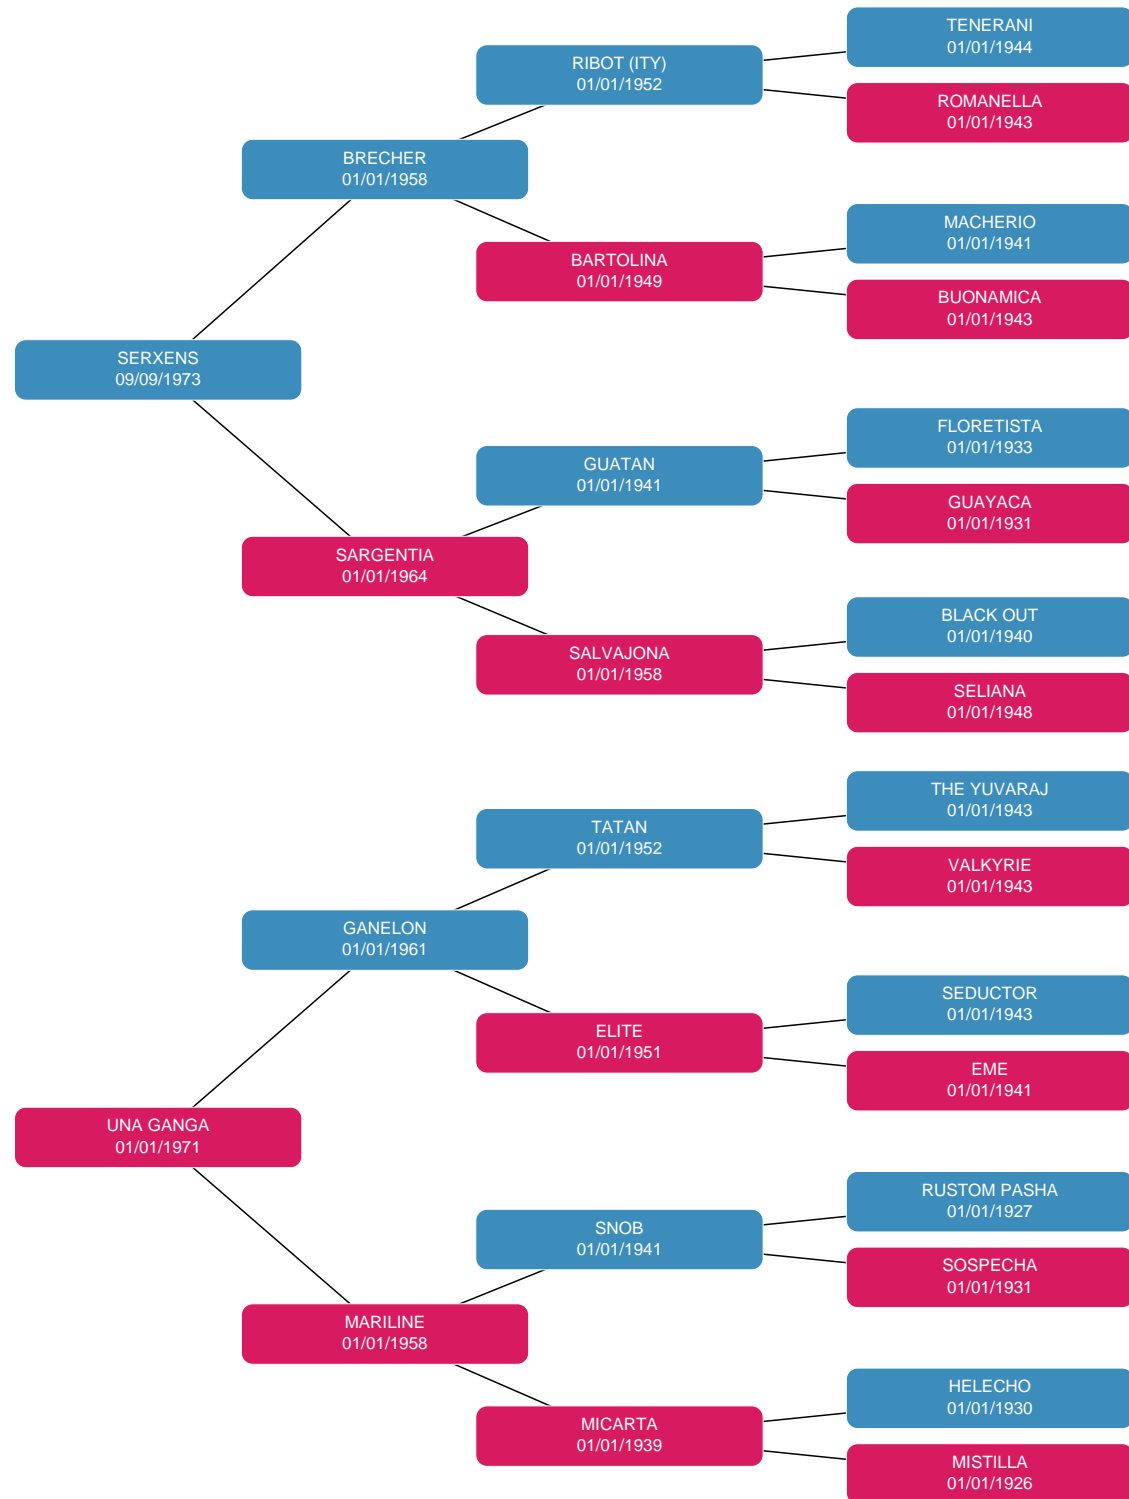 TENERANI
01/01/1944
RIBOT (ITY)
01/01/1952
ROMANELLA
01/01/1943
BRECHER
01/01/1958
MACHERIO
01/01/1941
BARTOLINA
01/01/1949
BUONAMICA
01/01/1943
SERXENS
09/09/1973
FLORETISTA
01/01/1933
GUATAN
01/01/1941
GUAYACA
01/01/1931
SARGENTIA
01/01/1964
BLACK OUT
01/01/1940
SALVAJONA
01/01/1958
SELIANA
01/01/1948
THE YUVARAJ
01/01/1943
TATAN
01/01/1952
VALKYRIE
01/01/1943
GANELON
01/01/1961
SEDUCTOR
01/01/1943
ELITE
01/01/1951
EME
01/01/1941
UNA GANGA
01/01/1971
RUSTOM PASHA
01/01/1927
SNOB
01/01/1941
SOSPECHA
01/01/1931
MARILINE
01/01/1958
HELECHO
01/01/1930
MICARTA
01/01/1939
MISTILLA
01/01/1926